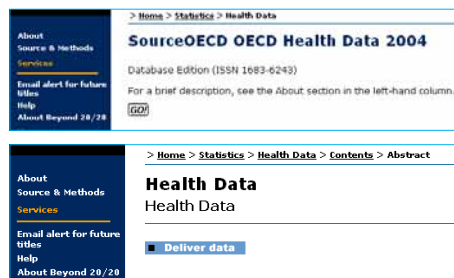 > Home > Statistics > Health Data
About
Source & Methods
Services
Email alert for future
titles
Help
About Beyond 20/20
SourceOECD OECD Health Data 2004
Database Edition (ISSN 1683-6243)
For a brief description, see the About section in the left-hand column.
GO!
> Home > Statistics > Health Data > Contents > Abstract
About
Source & Methods
Services
Email alert for future
titles
Help
About Beyond 20/20
Health Data
Health Data
Deliver data